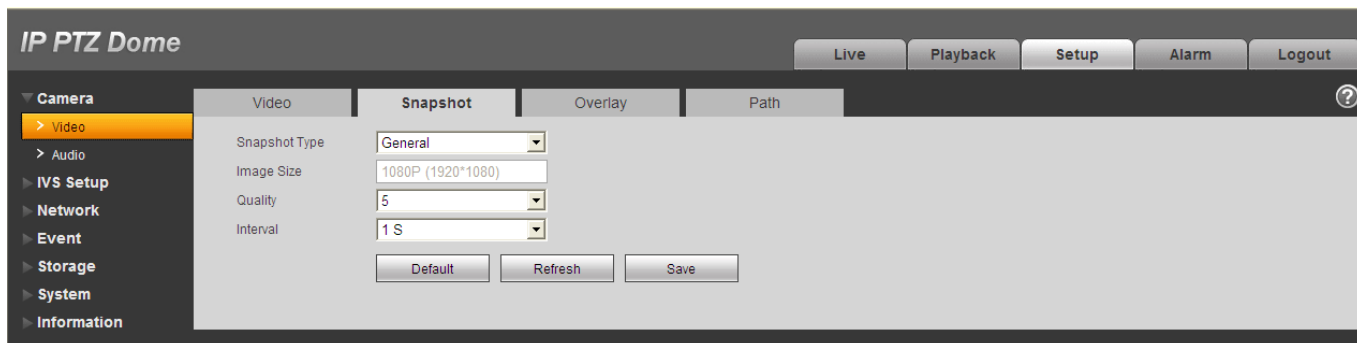 IP PTZ Dome
Live Playback Setup Alarm Logout
Camera
> Video
> Audio
IVS Setup
Network
Event
Storage
System
Information
Video Snapshot Overlay Path
?
Snapshot Type General
Image Size 1080P (1920*1080)
Quality 5
Interval 1 S
Default Refresh Save